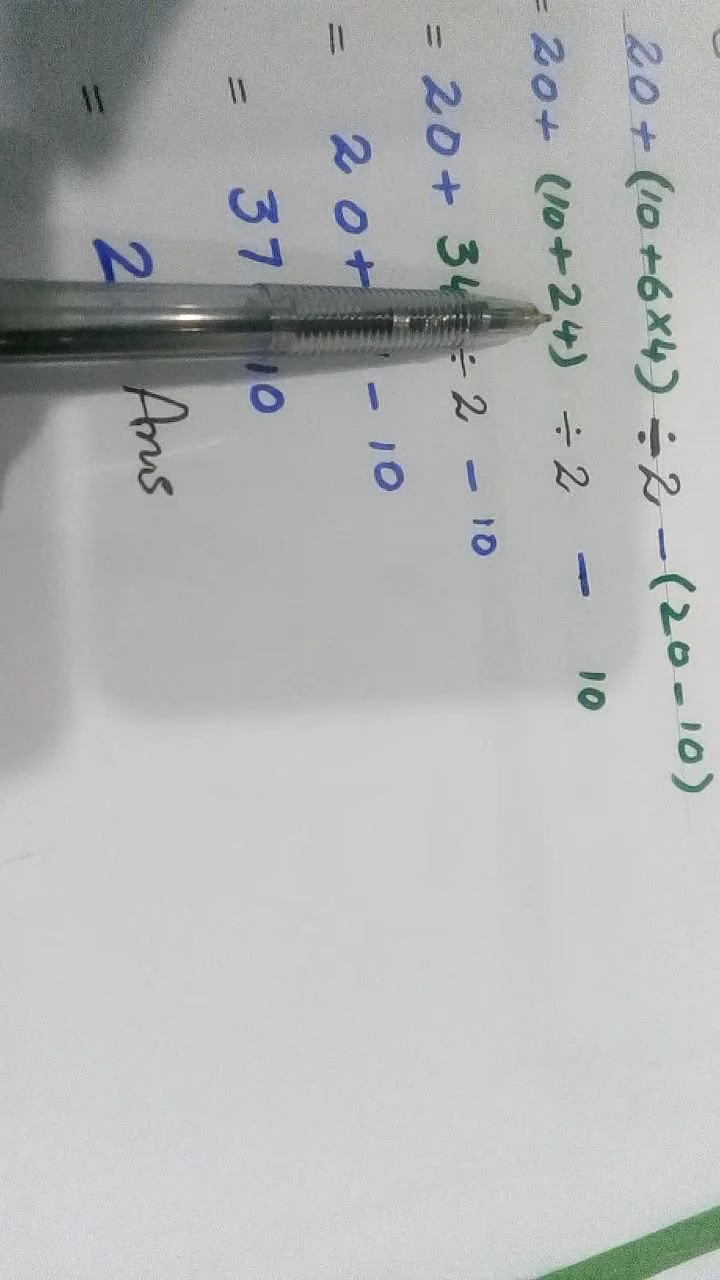 20 + (10 + 6 × 4) ÷ 2 - (20 - 10)
= 20 + (10 + 24) ÷ 2 - 10
= 20 + 34 ÷ 2 - 10
= 20 + - 10
= 37 10
= 2 Ans